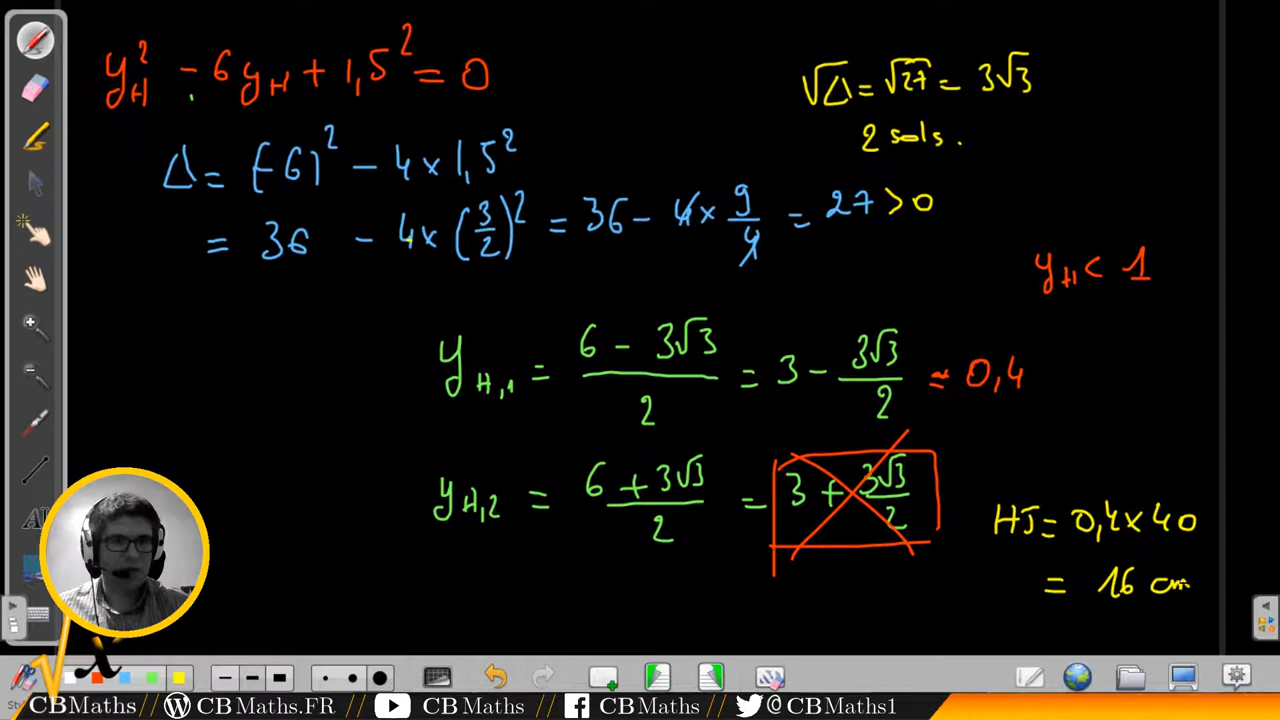 y_H² - 6y_H + 1,5² = 0
√Δ = √27 = 3√3
2 sols.
Δ = (-6)² - 4 × 1,5²
= 36 - 4 × (3/2)² = 36 - 4 × 9/4 = 27 > 0
y_H < 1
y_H,1 = (6 - 3√3)/2 = 3 - 3√3/2 ≈ 0,4
y_H,2 = (6 + 3√3)/2 = 3 + 3√3/2
HJ = 0,4 × 40
= 16 cm
√x
CBMaths CBMaths.FR CBMaths CBMaths @CBMaths1